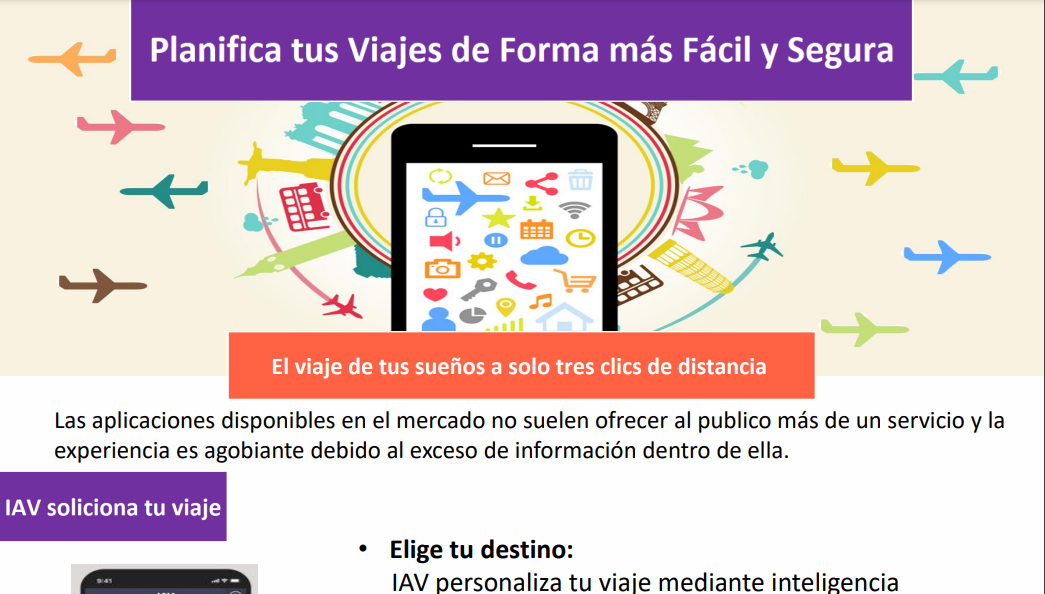 Planifica tus Viajes de Forma más Fácil y Segura
El viaje de tus sueños a solo tres clics de distancia
Las aplicaciones disponibles en el mercado no suelen ofrecer al publico más de un servicio y la
experiencia es agobiante debido al exceso de información dentro de ella.
IAV soliciona tu viaje
• Elige tu destino:
IAV personaliza tu viaje mediante inteligencia
9:41